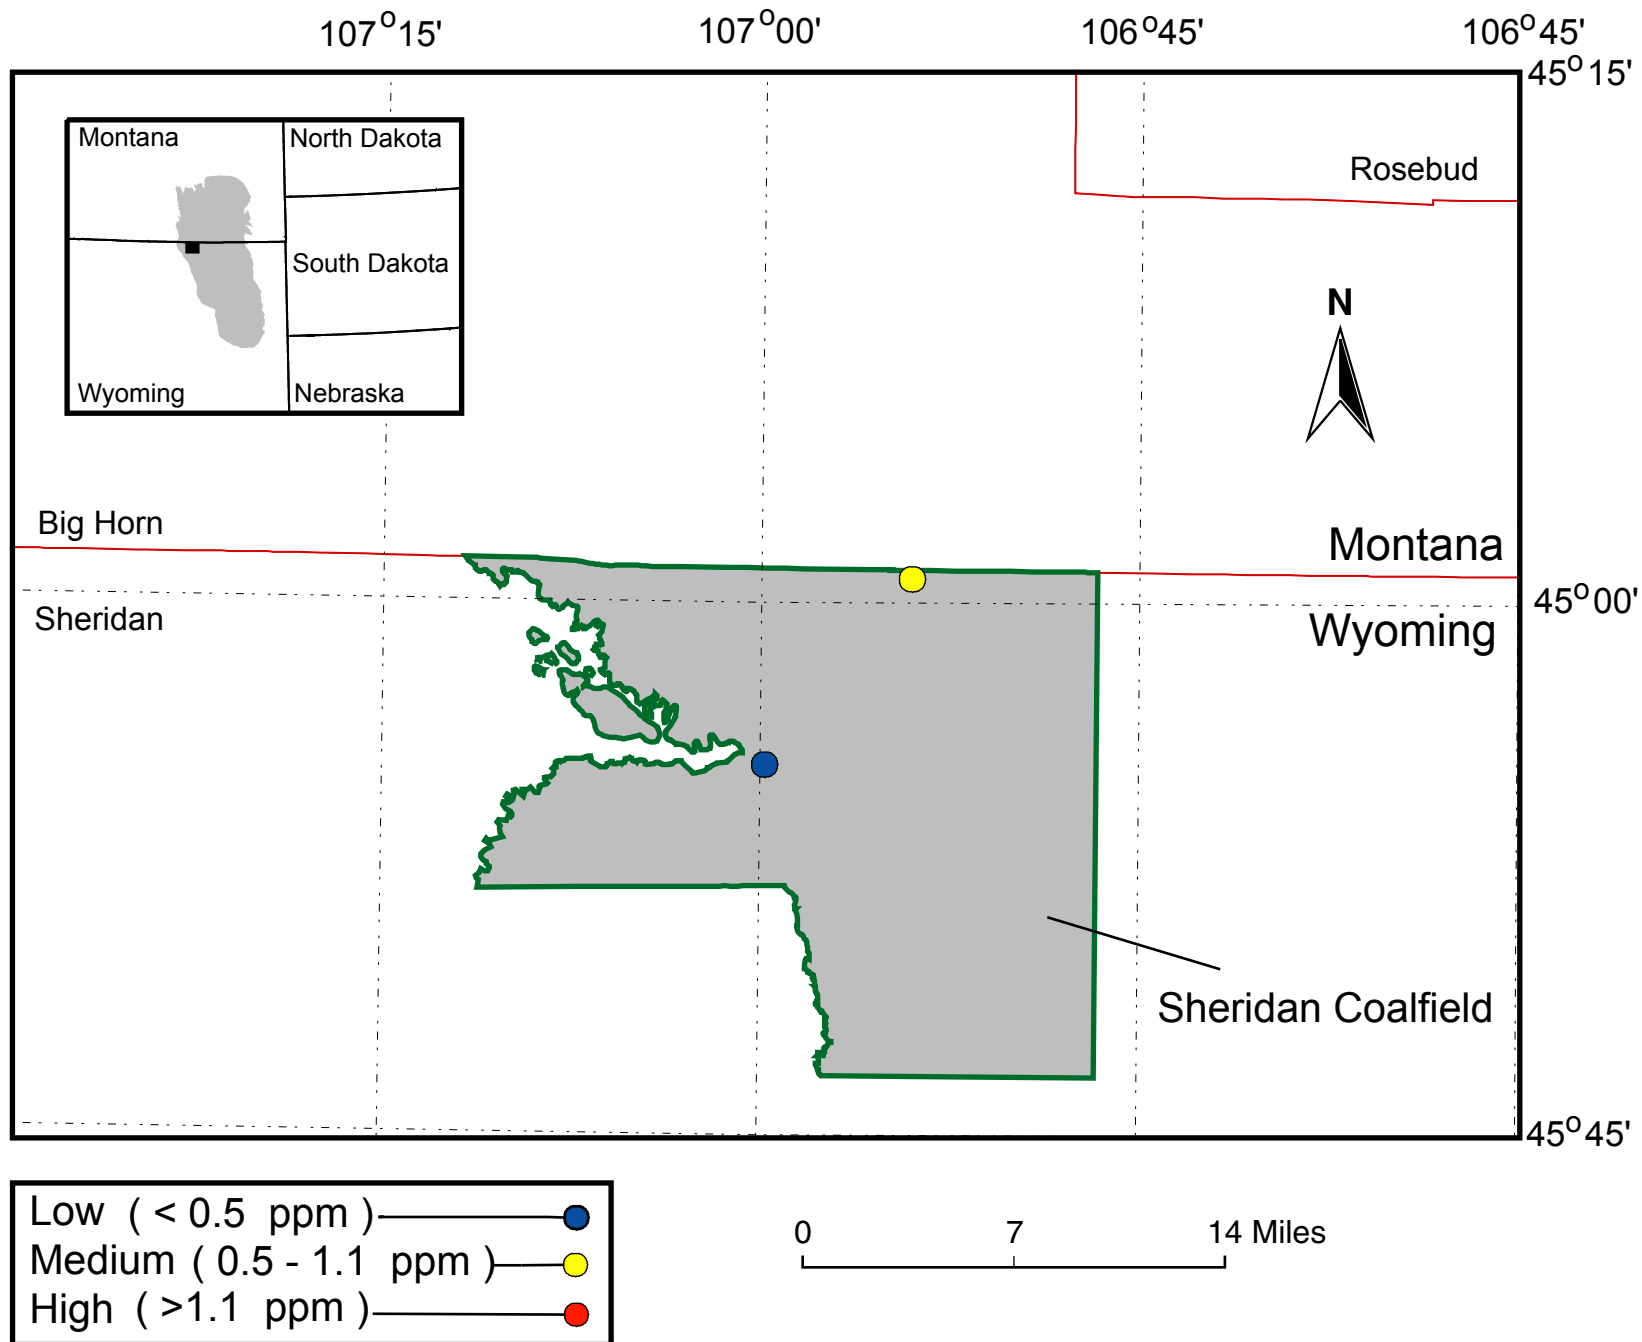 107°15'
107°00'
106°45'
106°45'
45°15'
Montana
North Dakota
South Dakota
Wyoming
Nebraska
Rosebud
N
Big Horn
Montana
45°00'
Sheridan
Wyoming
Sheridan Coalfield
45°45'
Low ( < 0.5 ppm )
Medium ( 0.5 - 1.1 ppm )
High ( >1.1 ppm )
0 7 14 Miles